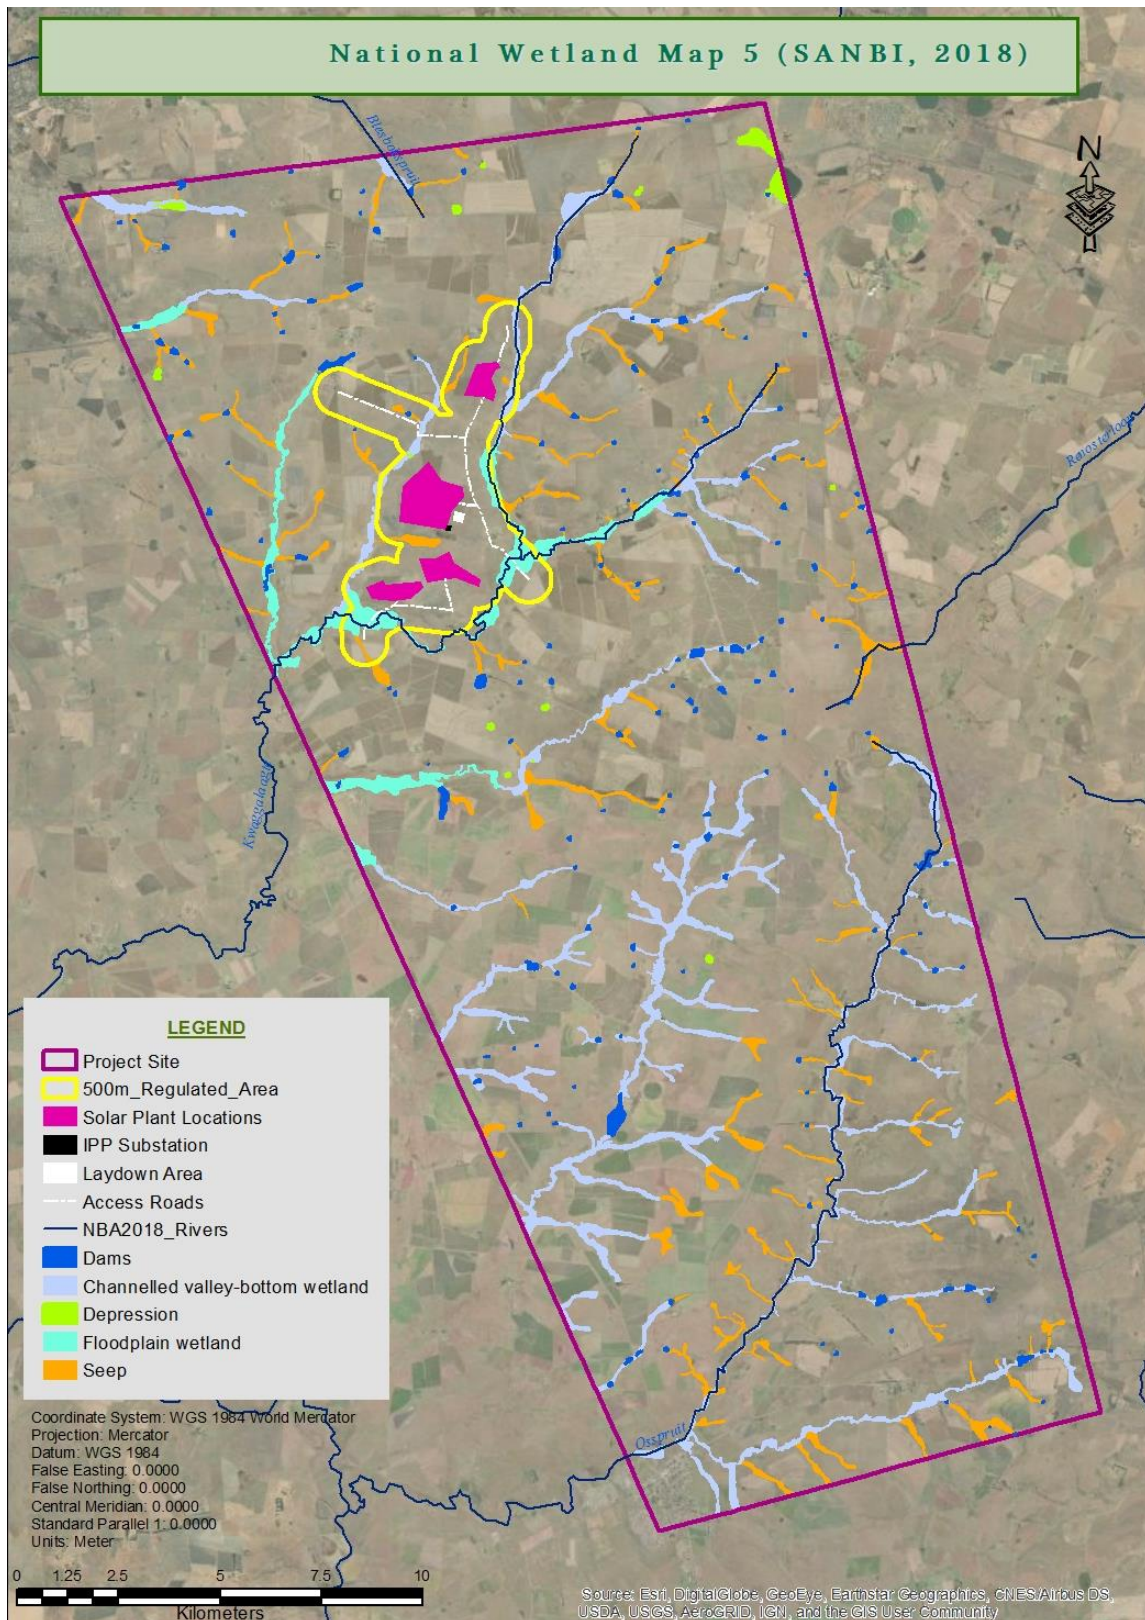 National Wetland Map 5 (SANBI, 2018)
Blesbokspruit
N
Renosterloop
Kwaggalaagte
LEGEND
Project Site
500m_Regulated_Area
Solar Plant Locations
IPP Substation
Laydown Area
Access Roads
NBA2018_Rivers
Dams
Channelled valley-bottom wetland
Depression
Floodplain wetland
Seep
Osspruit
Coordinate System: WGS 1984 World Mercator
Projection: Mercator
Datum: WGS 1984
False Easting: 0.0000
False Northing: 0.0000
Central Meridian: 0.0000
Standard Parallel 1: 0.0000
Units: Meter
0 1.25 2.5 5 7.5 10
Kilometers
Source: Esri, DigitalGlobe, GeoEye, Earthstar Geographics, CNES/Airbus DS,
USDA, USGS, AeroGRID, IGN, and the GIS User Community